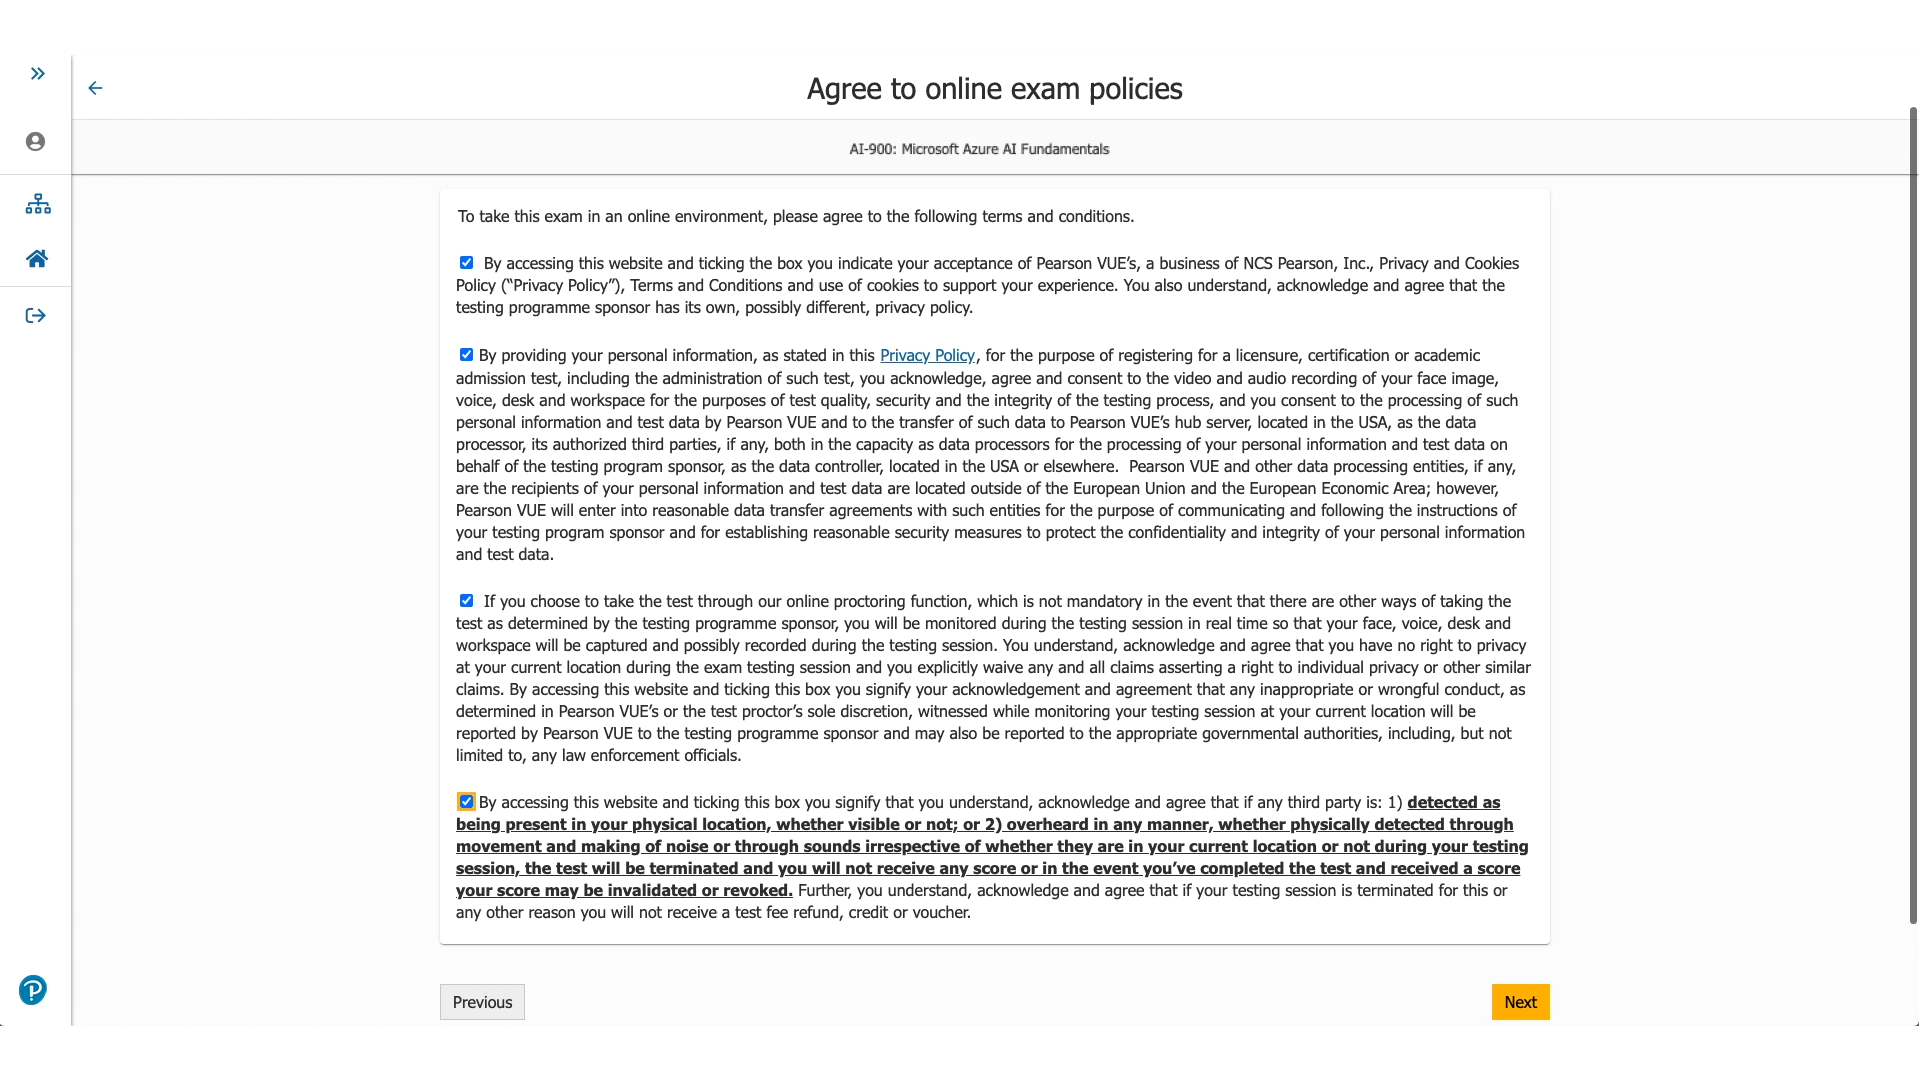 Agree to online exam policies
AI-900: Microsoft Azure AI Fundamentals
To take this exam in an online environment, please agree to the following terms and conditions.
By accessing this website and ticking the box you indicate your acceptance of Pearson VUE’s, a business of NCS Pearson, Inc., Privacy and Cookies
Policy (“Privacy Policy”), Terms and Conditions and use of cookies to support your experience. You also understand, acknowledge and agree that the
testing programme sponsor has its own, possibly different, privacy policy.
By providing your personal information, as stated in this Privacy Policy, for the purpose of registering for a licensure, certification or academic
admission test, including the administration of such test, you acknowledge, agree and consent to the video and audio recording of your face image,
voice, desk and workspace for the purposes of test quality, security and the integrity of the testing process, and you consent to the processing of such
personal information and test data by Pearson VUE and to the transfer of such data to Pearson VUE’s hub server, located in the USA, as the data
processor, its authorized third parties, if any, both in the capacity as data processors for the processing of your personal information and test data on
behalf of the testing program sponsor, as the data controller, located in the USA or elsewhere.  Pearson VUE and other data processing entities, if any,
are the recipients of your personal information and test data are located outside of the European Union and the European Economic Area; however,
Pearson VUE will enter into reasonable data transfer agreements with such entities for the purpose of communicating and following the instructions of
your testing program sponsor and for establishing reasonable security measures to protect the confidentiality and integrity of your personal information
and test data.
If you choose to take the test through our online proctoring function, which is not mandatory in the event that there are other ways of taking the
test as determined by the testing programme sponsor, you will be monitored during the testing session in real time so that your face, voice, desk and
workspace will be captured and possibly recorded during the testing session. You understand, acknowledge and agree that you have no right to privacy
at your current location during the exam testing session and you explicitly waive any and all claims asserting a right to individual privacy or other similar
claims. By accessing this website and ticking this box you signify your acknowledgement and agreement that any inappropriate or wrongful conduct, as
determined in Pearson VUE’s or the test proctor’s sole discretion, witnessed while monitoring your testing session at your current location will be
reported by Pearson VUE to the testing programme sponsor and may also be reported to the appropriate governmental authorities, including, but not
limited to, any law enforcement officials.
By accessing this website and ticking this box you signify that you understand, acknowledge and agree that if any third party is: 1) detected as
being present in your physical location, whether visible or not; or 2) overheard in any manner, whether physically detected through
movement and making of noise or through sounds irrespective of whether they are in your current location or not during your testing
session, the test will be terminated and you will not receive any score or in the event you’ve completed the test and received a score
your score may be invalidated or revoked. Further, you understand, acknowledge and agree that if your testing session is terminated for this or
any other reason you will not receive a test fee refund, credit or voucher.
Previous
Next